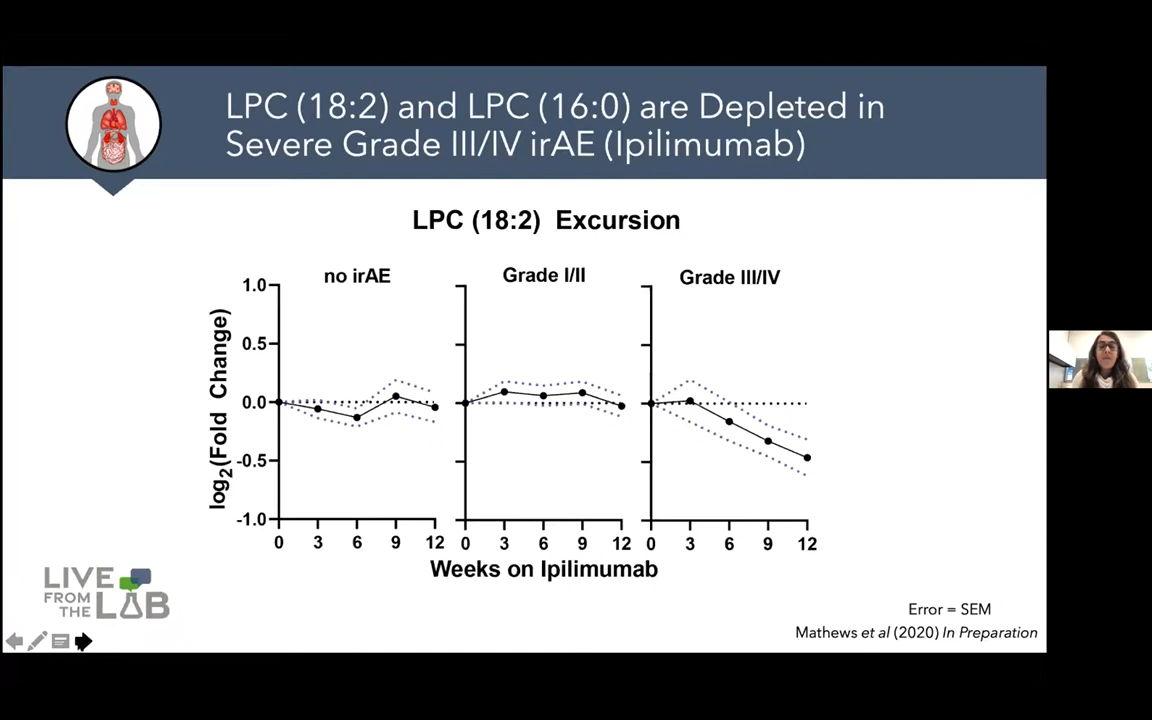 LPC (18:2) and LPC (16:0) are Depleted in
Severe Grade III/IV irAE (Ipilimumab)
LPC (18:2) Excursion
no irAE
Grade I/II
Grade III/IV
log2(Fold Change)
1.0
0.5
0.0
-0.5
-1.0
0 3 6 9 12
0 3 6 9 12
0 3 6 9 12
Weeks on Ipilimumab
LIVE
FROM
THE LAB
Error = SEM
Mathews et al (2020) In Preparation